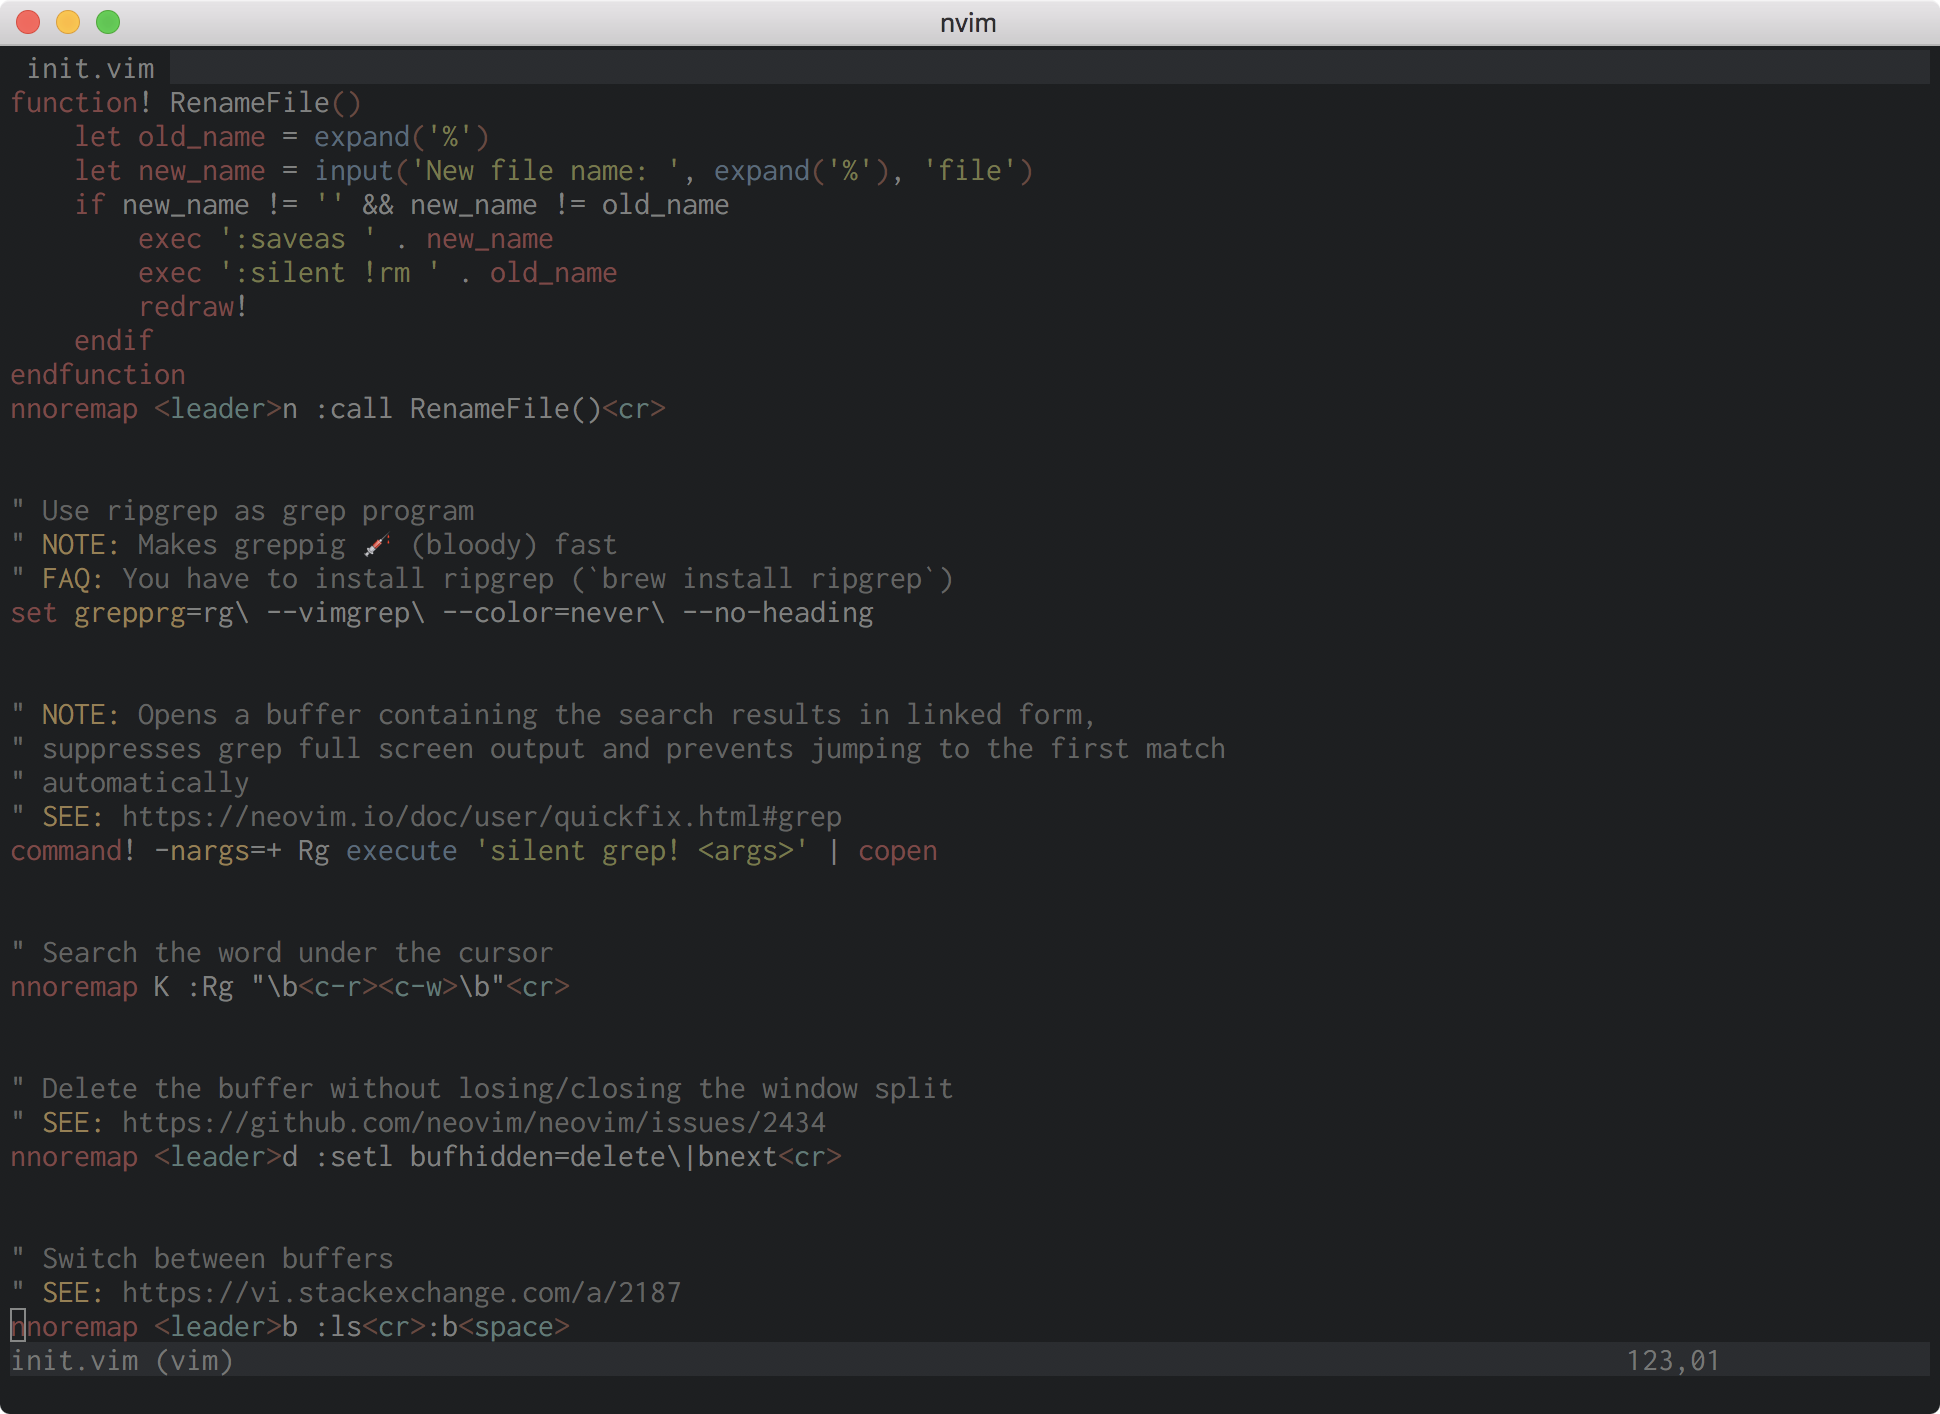 nvim
init.vim
function! RenameFile()
    let old_name = expand('%')
    let new_name = input('New file name: ', expand('%'), 'file')
    if new_name != '' && new_name != old_name
        exec ':saveas ' . new_name
        exec ':silent !rm ' . old_name
        redraw!
    endif
endfunction
nnoremap <leader>n :call RenameFile()<cr>
" Use ripgrep as grep program
" NOTE: Makes greppig 💉 (bloody) fast
" FAQ: You have to install ripgrep (`brew install ripgrep`)
set grepprg=rg\ --vimgrep\ --color=never\ --no-heading
" NOTE: Opens a buffer containing the search results in linked form,
" suppresses grep full screen output and prevents jumping to the first match
" automatically
" SEE: https://neovim.io/doc/user/quickfix.html#grep
command! -nargs=+ Rg execute 'silent grep! <args>' | copen
" Search the word under the cursor
nnoremap K :Rg "\b<c-r><c-w>\b"<cr>
" Delete the buffer without losing/closing the window split
" SEE: https://github.com/neovim/neovim/issues/2434
nnoremap <leader>d :setl bufhidden=delete\|bnext<cr>
" Switch between buffers
" SEE: https://vi.stackexchange.com/a/2187
nnoremap <leader>b :ls<cr>:b<space>
init.vim (vim) 123,01